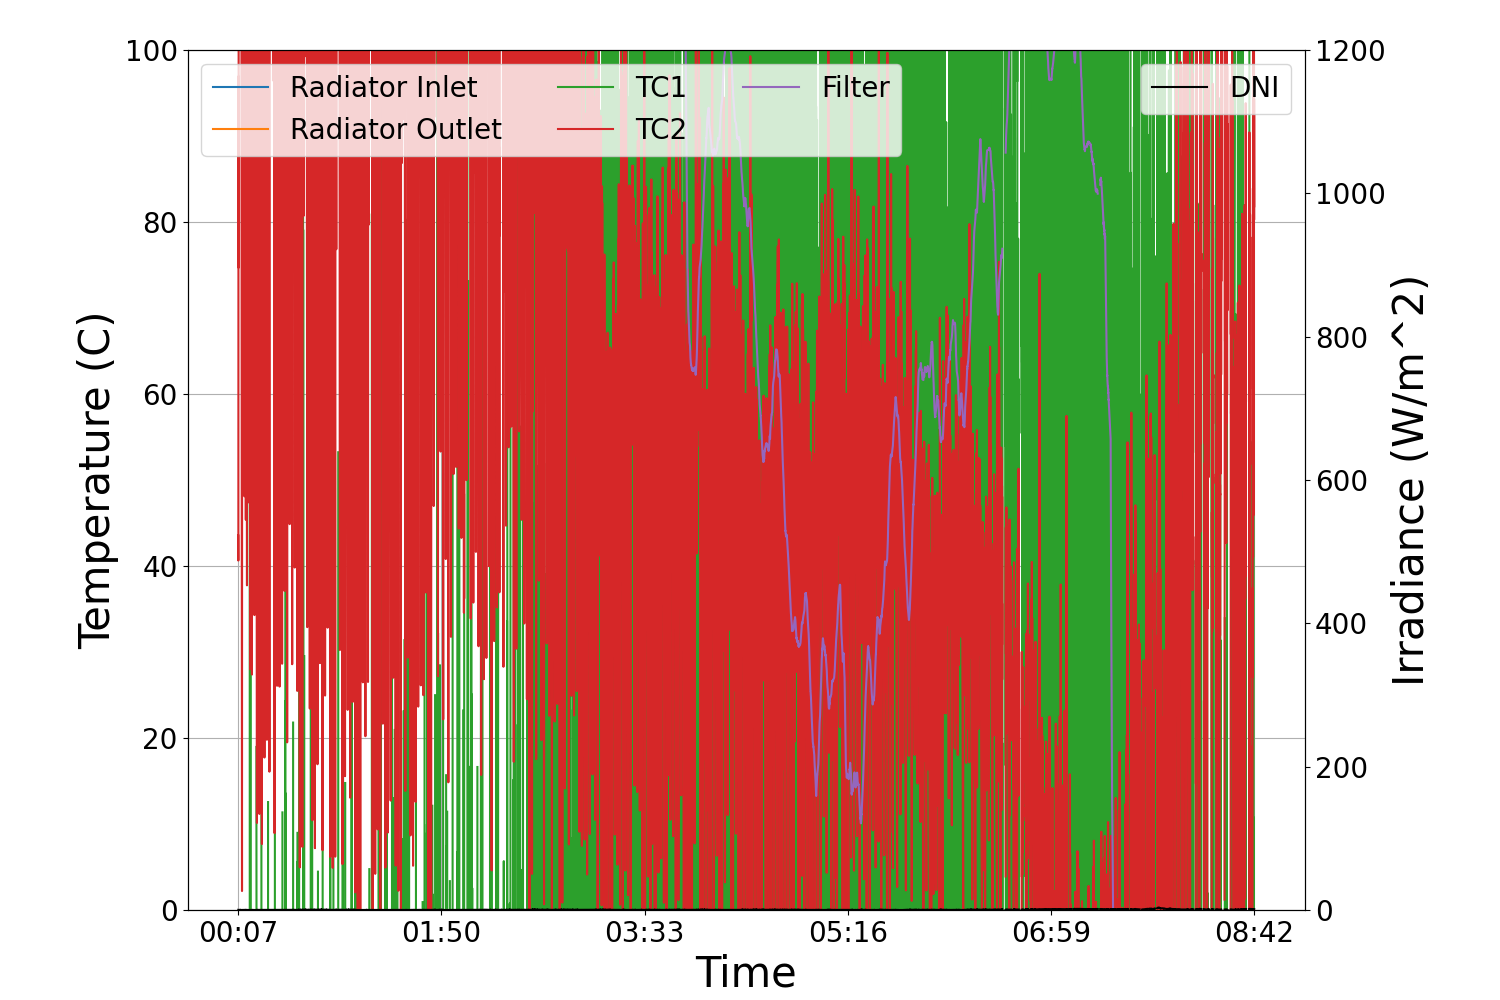 100
80
60
40
20
0
Temperature (C)
Radiator Inlet
Radiator Outlet
TC1
TC2
Filter
DNI
1200
1000
800
600
400
200
0
Irradiance (W/m^2)
00:07
01:50
03:33
05:16
06:59
08:42
Time